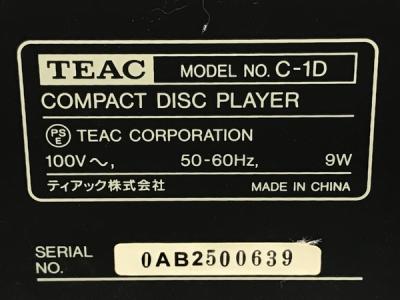 TEAC MODEL NO. C-1D
COMPACT DISC PLAYER
PS E TEAC CORPORATION
100V～, 50-60Hz, 9W
ティアック株式会社 MADE IN CHINA
SERIAL NO. 0AB2500639